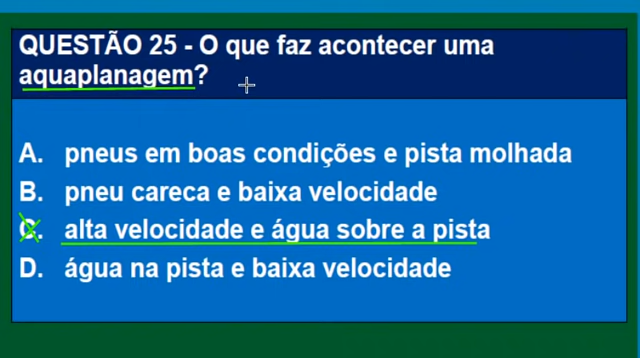 QUESTÃO 25 - O que faz acontecer uma
aquaplanagem?
A. pneus em boas condições e pista molhada
B. pneu careca e baixa velocidade
C. alta velocidade e água sobre a pista
D. água na pista e baixa velocidade